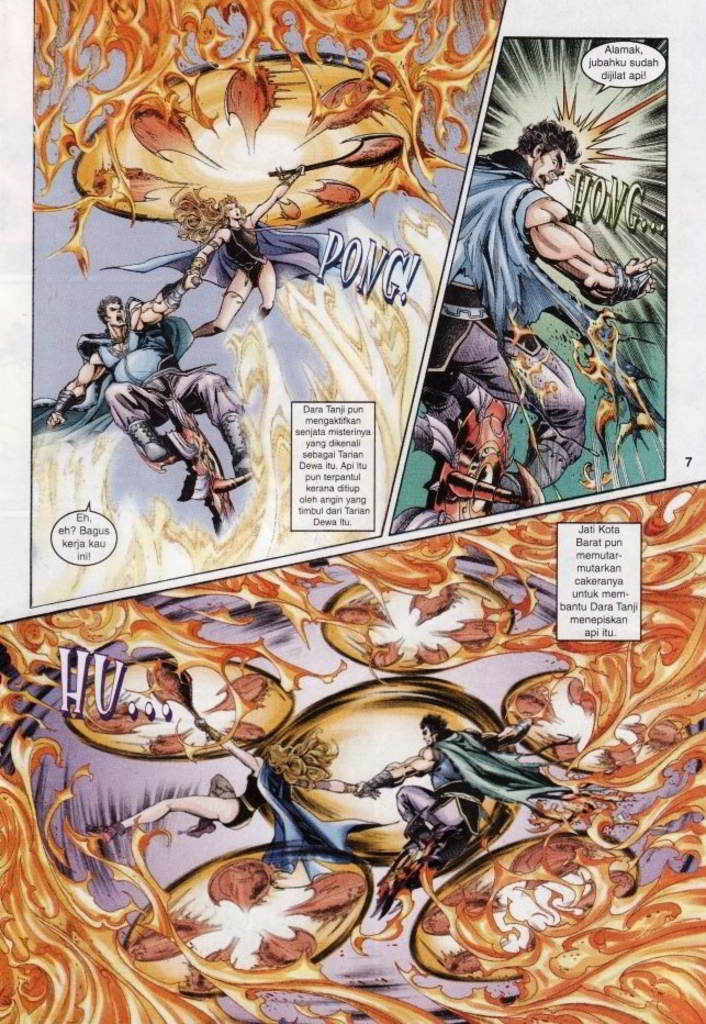 PONG!
Dara Tanji pun
mengaktifkan
senjata misterinya
yang dikenali
sebagai Tarian
Dewa itu. Api itu
pun terpantul
kerana ditiup
oleh angin yang
timbul dari Tarian
Dewa itu.
Eh,
eh? Bagus
kerja kau
ini!
Alamak,
jubahku sudah
dijilat api!
HONG...
7
Jati Kota
Barat pun
memutar-
mutarkan
cakeranya
untuk mem-
bantu Dara Tanji
menepiskan
api itu.
HU...